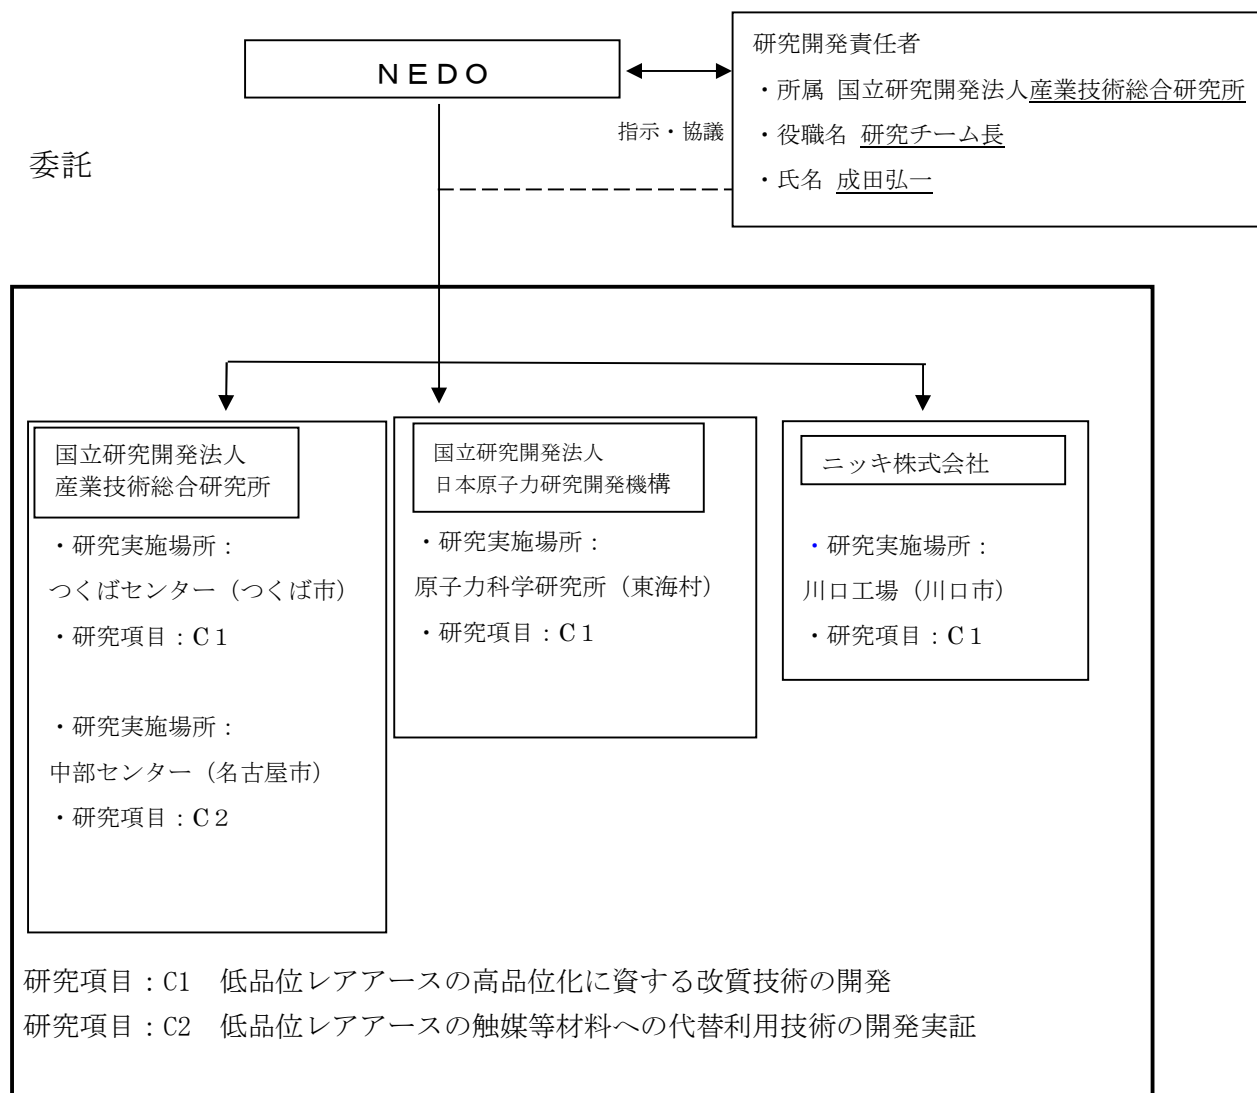 NEDO
研究開発責任者
・所属 国立研究開発法人産業技術総合研究所
・役職名 研究チーム長
・氏名 成田弘一
指示・協議
委託
国立研究開発法人
産業技術総合研究所
・研究実施場所：
つくばセンター（つくば市）
・研究項目：C1
・研究実施場所：
中部センター（名古屋市）
・研究項目：C２
国立研究開発法人
日本原子力研究開発機構
・研究実施場所：
原子力科学研究所（東海村）
・研究項目：C１
ニッキ株式会社
・研究実施場所：
川口工場（川口市）
・研究項目：C１
研究項目：C1　低品位レアアースの高品位化に資する改質技術の開発
研究項目：C2　低品位レアアースの触媒等材料への代替利用技術の開発実証